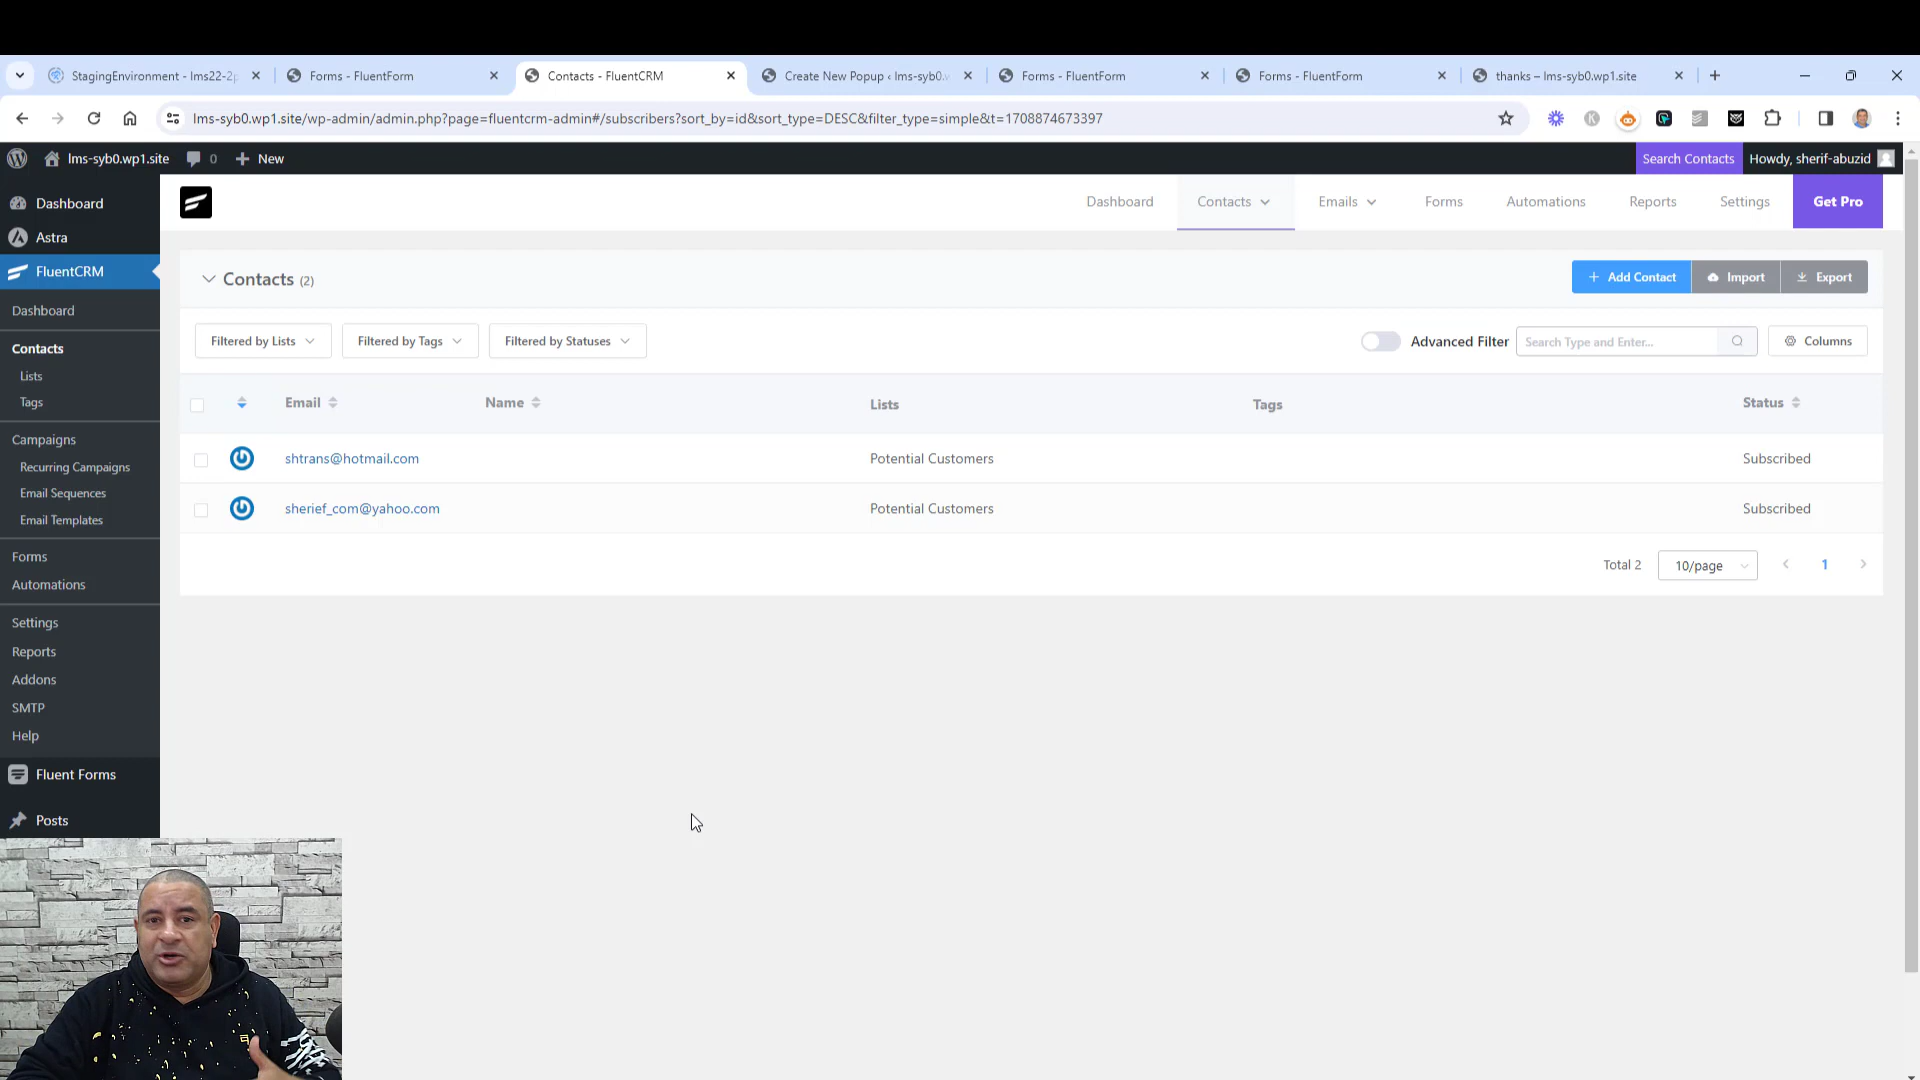 StagingEnvironment - lms22-2
Forms - FluentForm
Contacts - FluentCRM
Create New Popup ‹ lms-syb0.
Forms - FluentForm
Forms - FluentForm
thanks – lms-syb0.wp1.site
lms-syb0.wp1.site/wp-admin/admin.php?page=fluentcrm-admin#/subscribers?sort_by=id&sort_type=DESC&filter_type=simple&t=1708874673397
lms-syb0.wp1.site
0
+ New
Search Contacts
Howdy, sherif-abuzid
Dashboard
Astra
FluentCRM
Dashboard
Contacts
Lists
Tags
Campaigns
Recurring Campaigns
Email Sequences
Email Templates
Forms
Automations
Settings
Reports
Addons
SMTP
Help
Fluent Forms
Posts
Dashboard
Contacts
Emails
Forms
Automations
Reports
Settings
Get Pro
Contacts (2)
+ Add Contact
Import
Export
Filtered by Lists
Filtered by Tags
Filtered by Statuses
Advanced Filter
Search Type and Enter...
Columns
Email
Name
Lists
Tags
Status
shtrans@hotmail.com
Potential Customers
Subscribed
sherief_com@yahoo.com
Potential Customers
Subscribed
Total 2
10/page
1